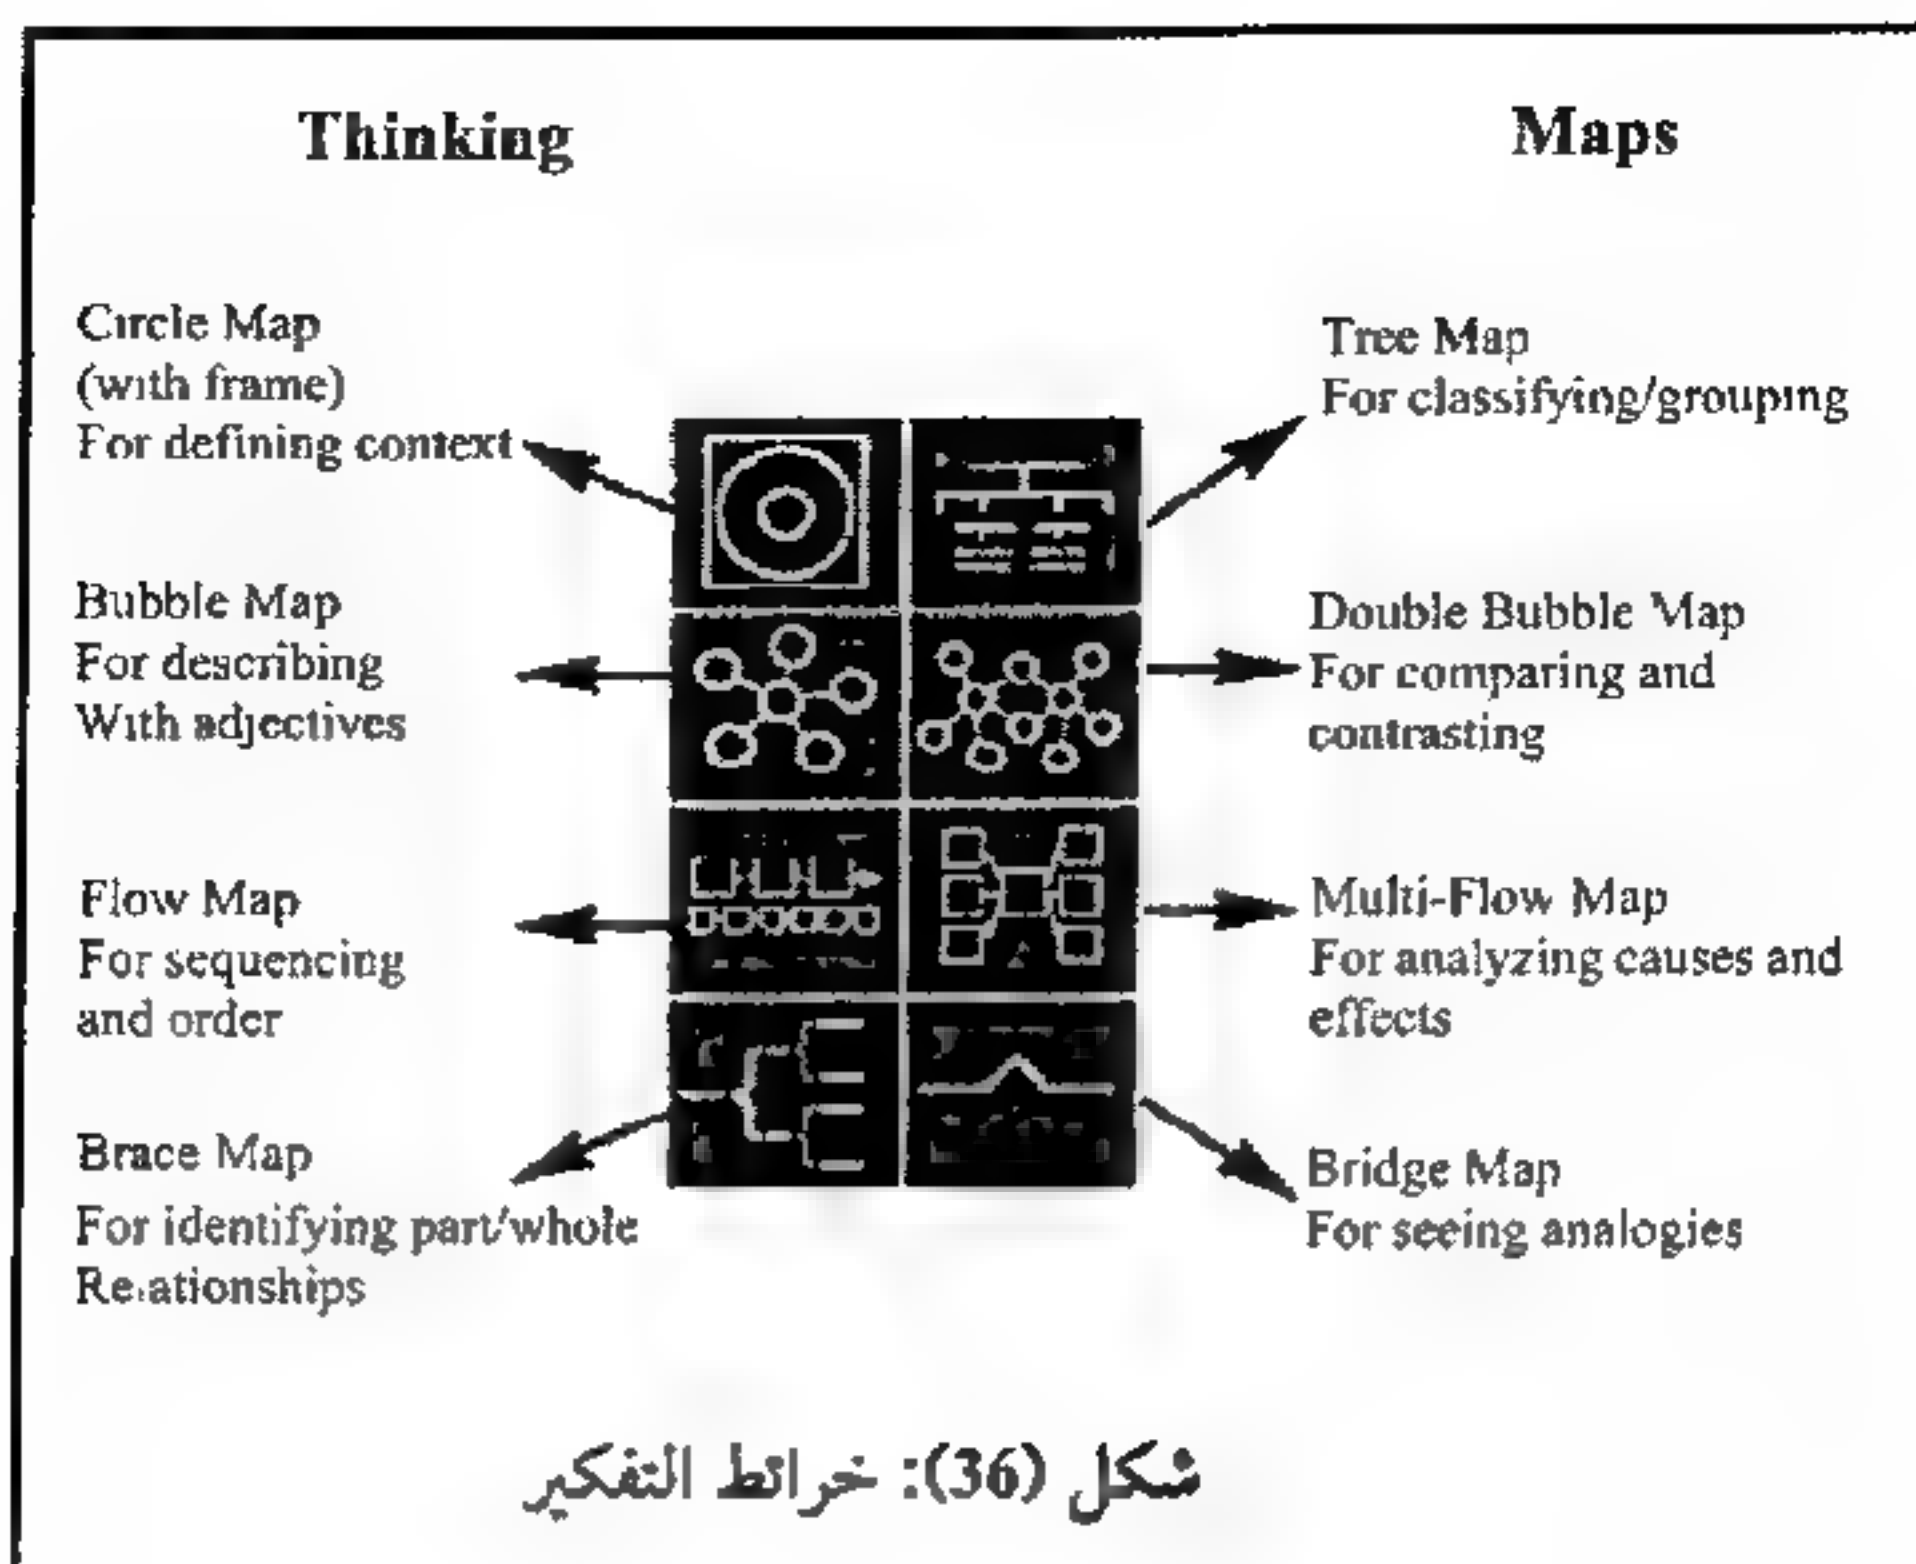 Thinking Maps
Circle Map
(with frame)
For defining context
Bubble Map
For describing
With adjectives
Flow Map
For sequencing
and order
Brace Map
For identifying part/whole
Relationships
Tree Map
For classifying/grouping
Double Bubble Map
For comparing and
contrasting
Multi-Flow Map
For analyzing causes and
effects
Bridge Map
For seeing analogies
شكل (36): خرائط التفكير